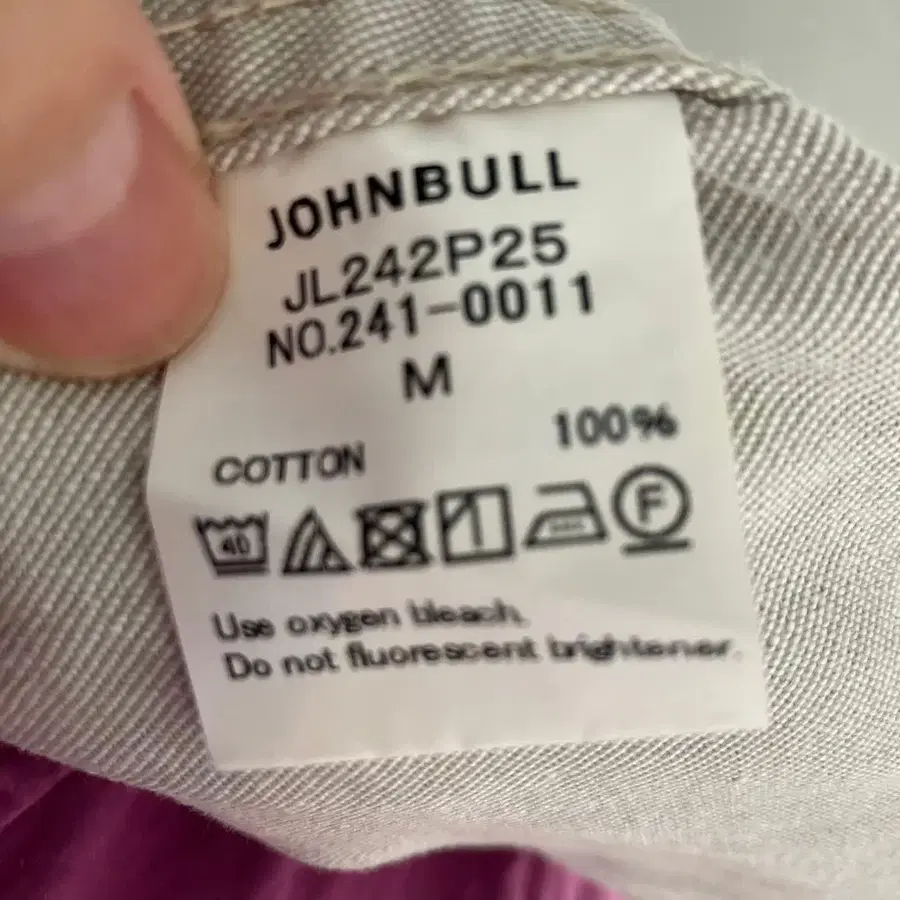 JOHNBULL
JL242P25
NO.241-0011
M
COTTON 100%
40 F
Use oxygen bleach.
Do not fluorescent brightener.